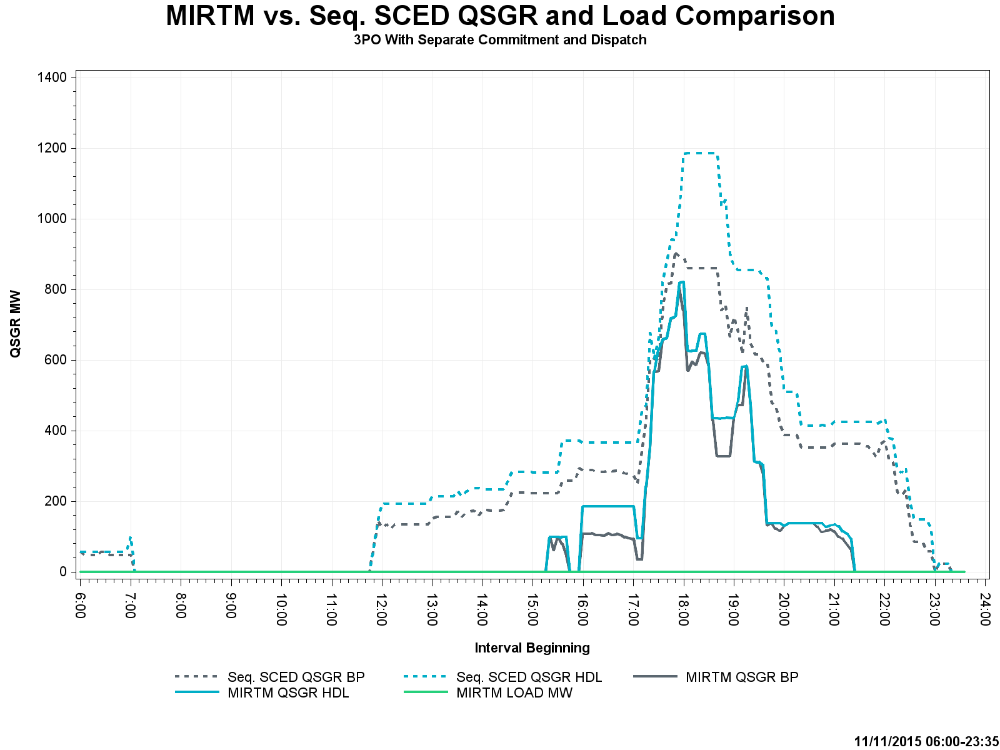 MIRTM vs. Seq. SCED QSGR and Load Comparison
3PO With Separate Commitment and Dispatch
1400
1200
1000
800
600
400
200
0
QSGR MW
6:00 7:00 8:00 9:00 10:00 11:00 12:00 13:00 14:00 15:00 16:00 17:00 18:00 19:00 20:00 21:00 22:00 23:00 24:00
Interval Beginning
Seq. SCED QSGR BP Seq. SCED QSGR HDL MIRTM QSGR BP
MIRTM QSGR HDL MIRTM LOAD MW
11/11/2015 06:00-23:35